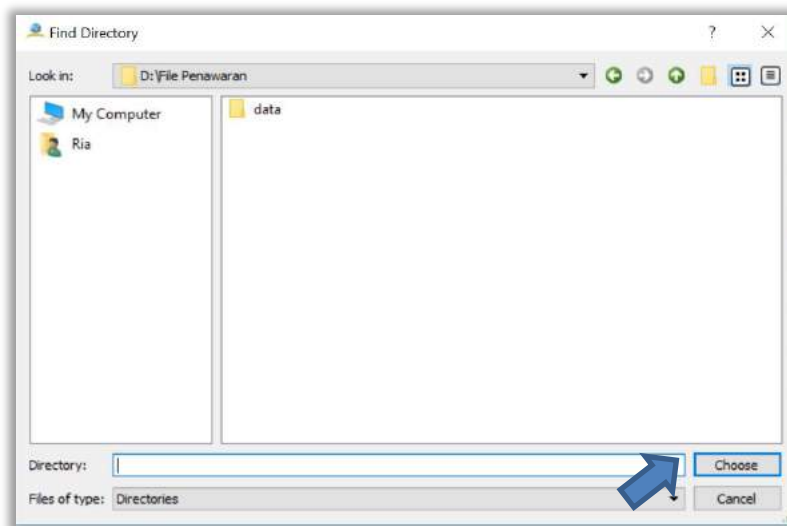 Find Directory
?
Look in: D:\File Penawaran
My Computer
Ria
data
Directory:
Choose
Files of type: Directories
Cancel